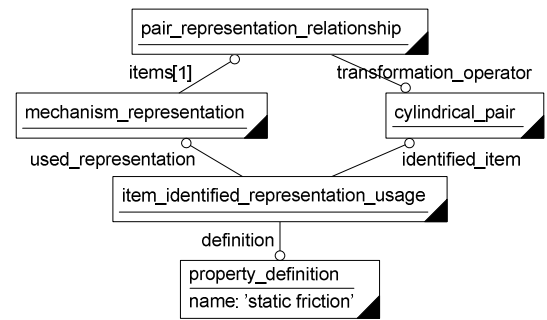 pair_representation_relationship
items[1]
transformation_operator
mechanism_representation
cylindrical_pair
used_representation
identified_item
item_identified_representation_usage
definition
property_definition
name: 'static friction'